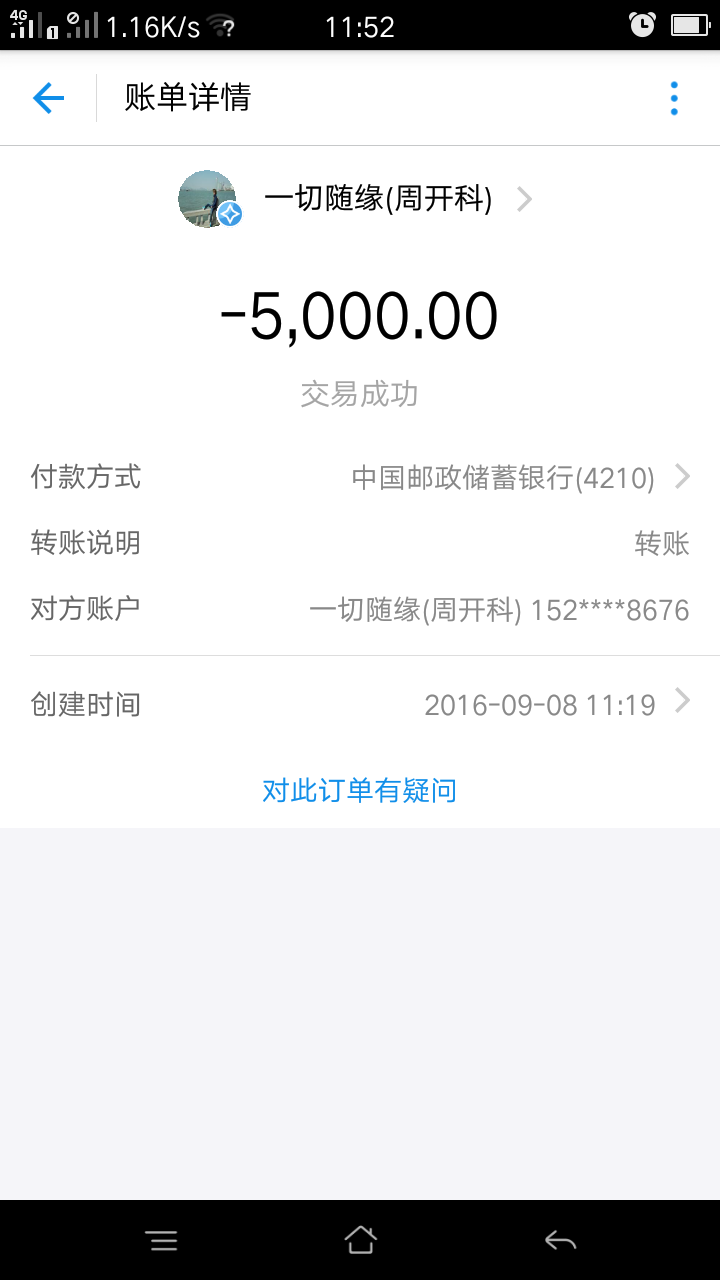 4G 1 1.16K/s ? 11:52
账单详情
一切随缘(周开科)
-5,000.00
交易成功
付款方式 中国邮政储蓄银行(4210)
转账说明 转账
对方账户 一切随缘(周开科) 152****8676
创建时间 2016-09-08 11:19
对此订单有疑问